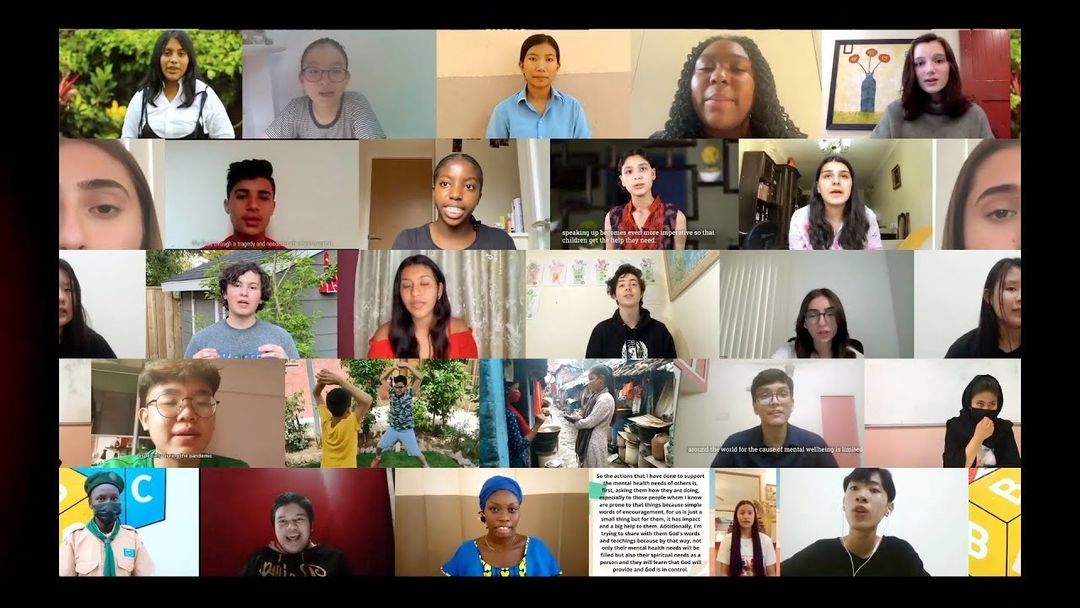 speaking up becomes even more imperative so that
children get the help they need.
around the world for the cause of mental wellbeing is limited
C
So the actions that I have done to support
the mental health needs of others is,
first, asking them how they are doing,
especially to those people whom I know
are prone to that things because simple
words of encouragement, for us is just a
small thing but for them, it has impact
and a big help to them. Additionally, I'm
trying to share with them God's words
and teachings because by that way, not
only their mental health needs will be
filled but also their spiritual needs as a
person and they will learn that God will
provide and God is in control.
B
B